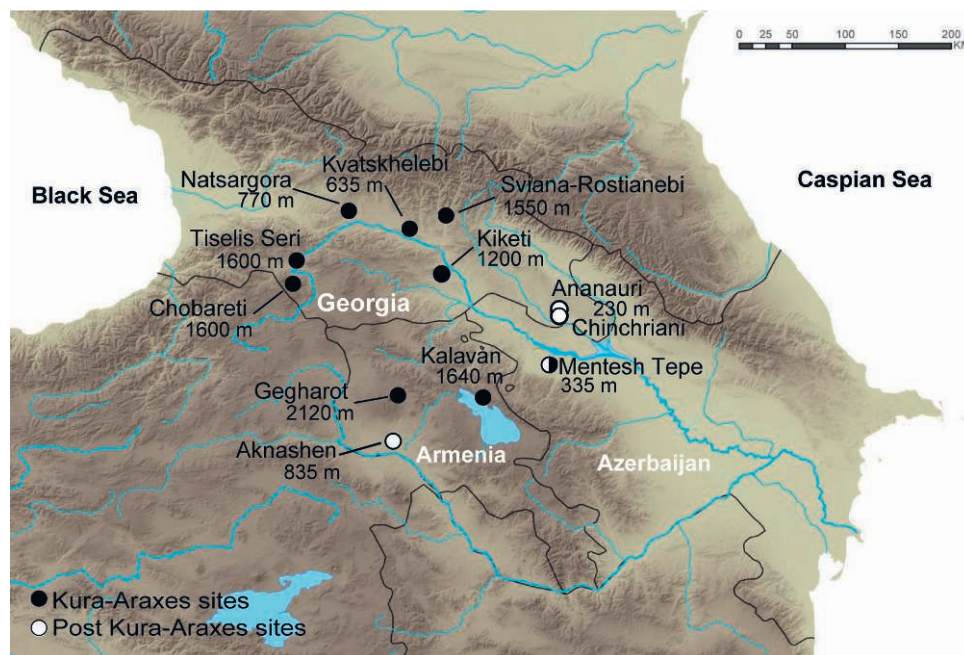 0 25 50 100 150 200
KM
Black Sea
Caspian Sea
Natsargora
770 m
Kvatskhelebi
635 m
Sviana-Rostianebi
1550 m
Tiselis Seri
1600 m
Kiketi
1200 m
Chobareti
1600 m
Georgia
Ananauri
230 m
Chinchriani
Mentesh Tepe
335 m
Kalavan
1640 m
Gegharot
2120 m
Aknashen
835 m
Armenia
Azerbaijan
Kura-Araxes sites
Post Kura-Araxes sites